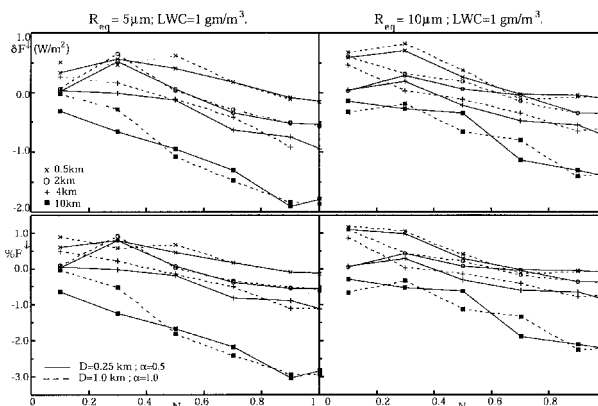 R_eq = 5μm; LWC=1 gm/m³.
R_eq = 10μm ; LWC=1 gm/m³.
δF↓ (W/m²)
0.0
-1.0
-2.0
× 0.5km
o 2km
+ 4km
■ 10km
%F↓
1.0
0.0
-1.0
-2.0
-3.0
D=0.25 km ; α=0.5
D=1.0 km ; α=1.0
0 0.2 0.4 0.6 0.8 1
0 0.2 0.4 0.6 0.8 1
N
N